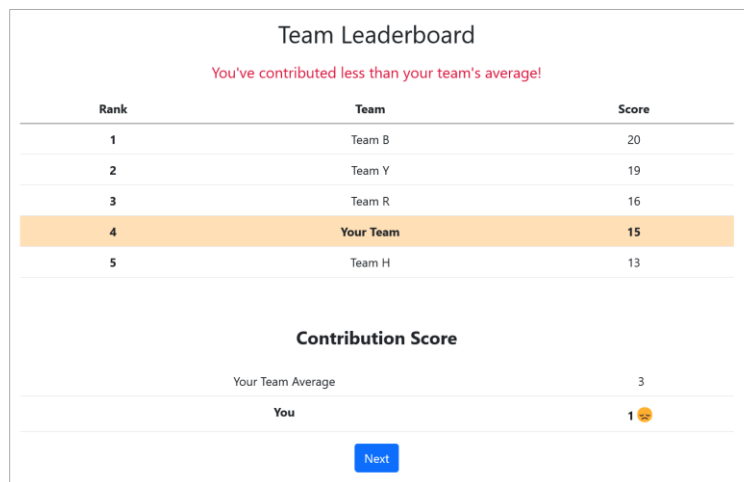 Team Leaderboard
You've contributed less than your team's average!
Rank Team Score
1 Team B 20
2 Team Y 19
3 Team R 16
4 Your Team 15
5 Team H 13
Contribution Score
Your Team Average 3
You 1 😞
Next